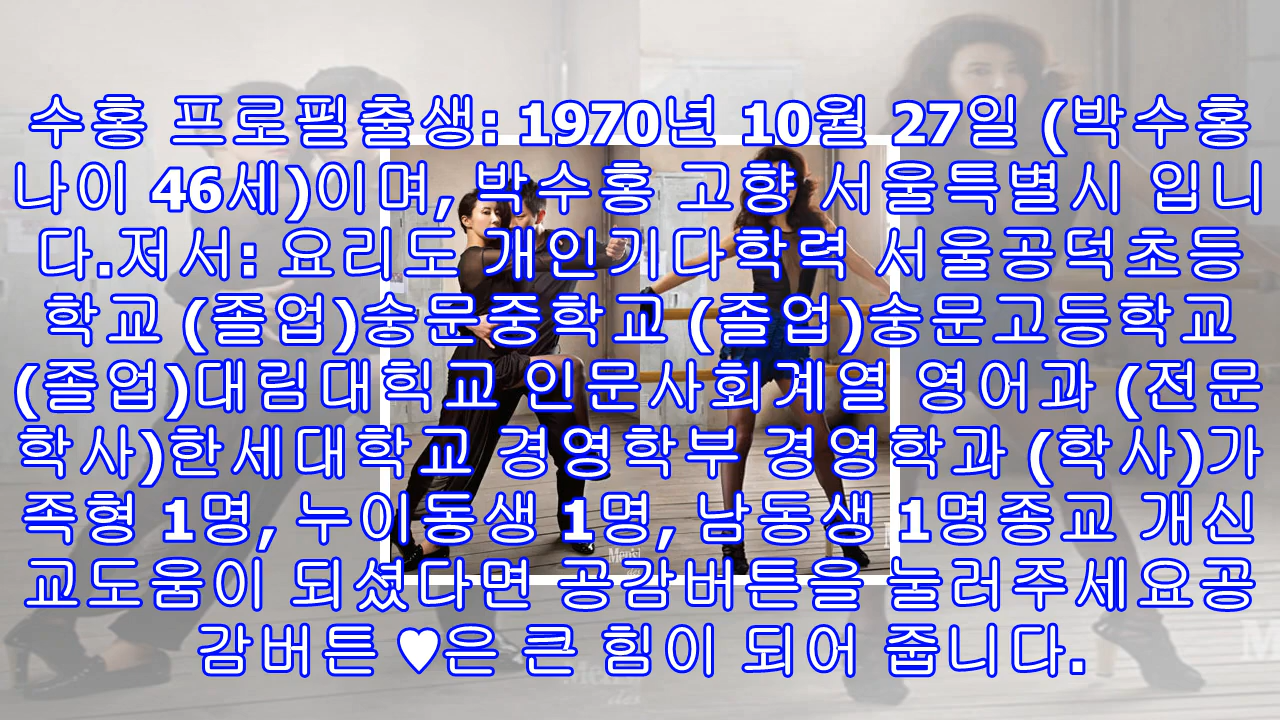 수홍 프로필출생: 1970년 10월 27일 (박수홍
나이 46세)이며, 박수홍 고향 서울특별시 입니
다.저서: 요리도 개인기다학력 서울공덕초등
학교 (졸업)숭문중학교 (졸업)숭문고등학교
(졸업)대림대학교 인문사회계열 영어과 (전문
학사)한세대학교 경영학부 경영학과 (학사)가
족형 1명, 누이동생 1명, 남동생 1명종교 개신
교도움이 되셨다면 공감버튼을 눌러주세요공
감버튼 ♥은 큰 힘이 되어 줍니다.
Men's